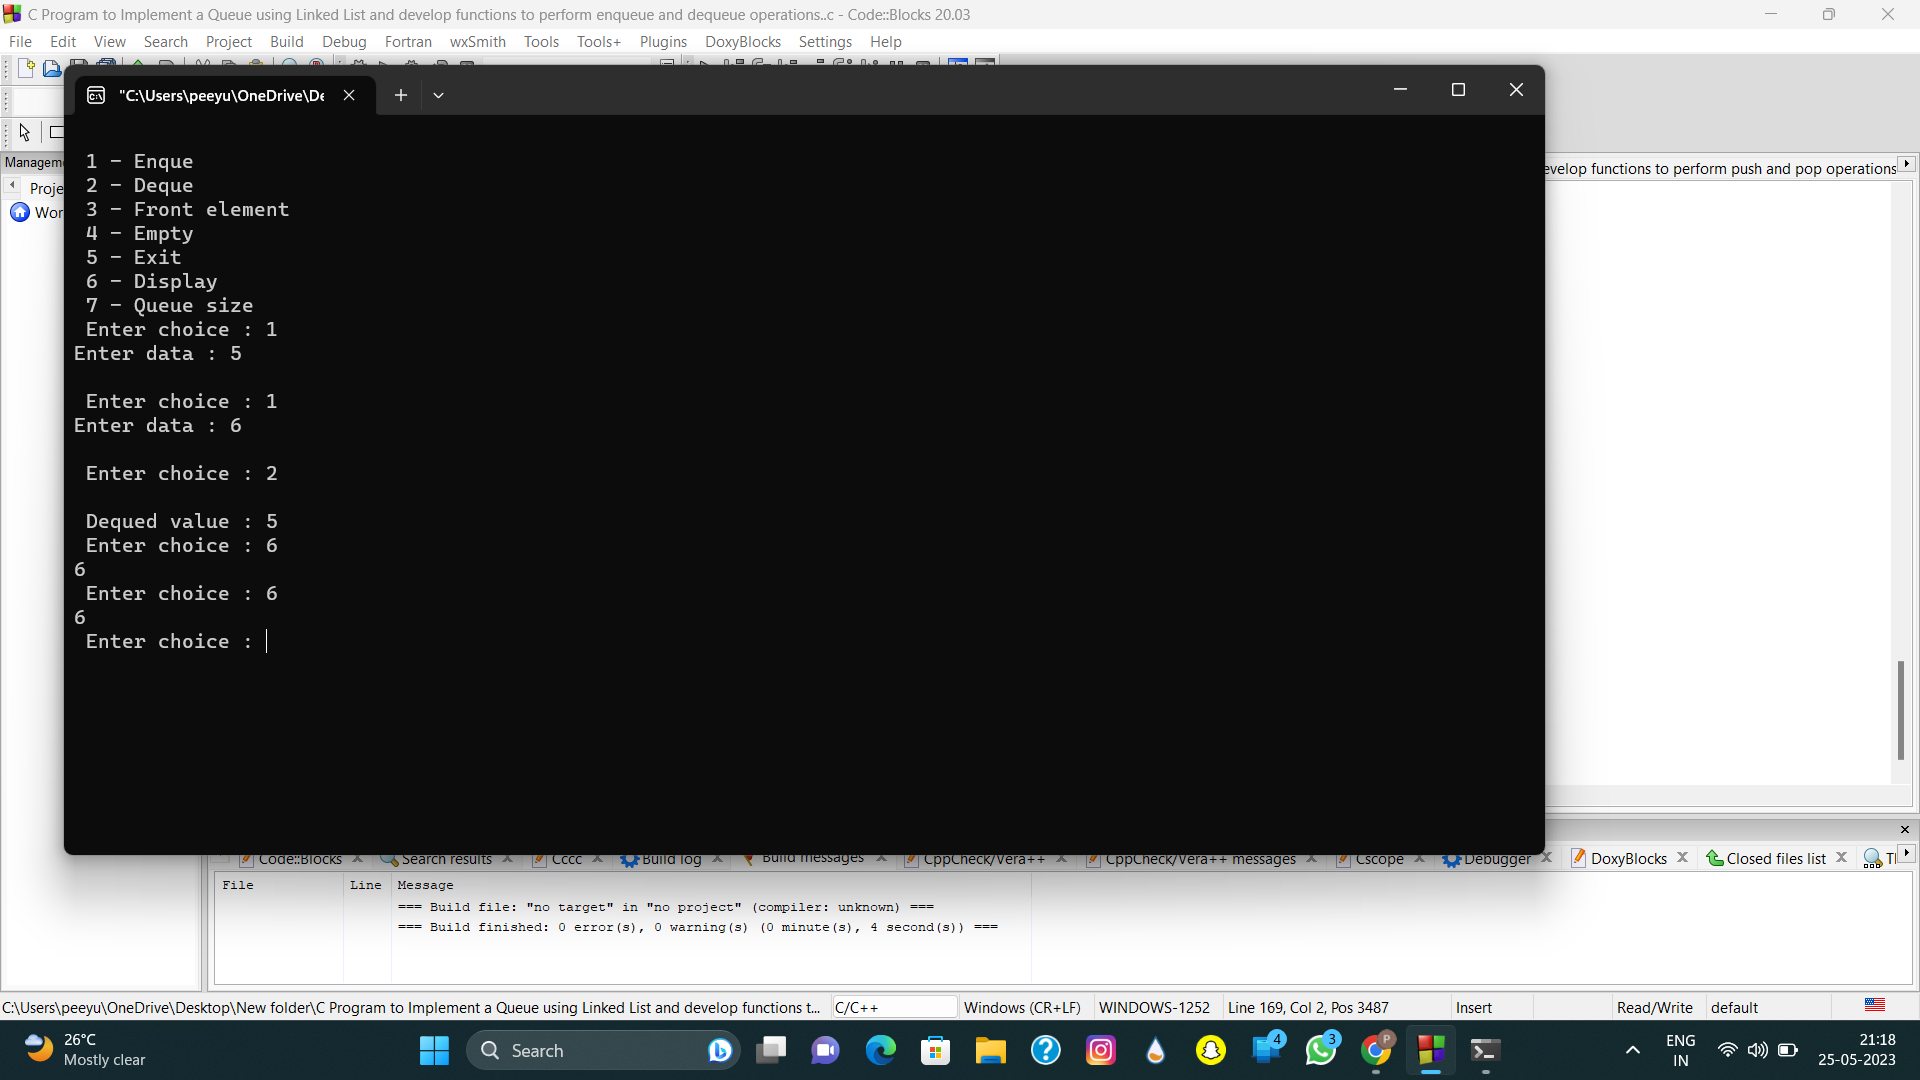 C Program to Implement a Queue using Linked List and develop functions to perform enqueue and dequeue operations..c - Code::Blocks 20.03
File Edit View Search Project Build Debug Fortran wxSmith Tools Tools+ Plugins DoxyBlocks Settings Help
"C:\Users\peeyu\OneDrive\De
Managem
evelop functions to perform push and pop operations
Proje
Wor
1 - Enque
2 - Deque
3 - Front element
4 - Empty
5 - Exit
6 - Display
7 - Queue size
Enter choice : 1
Enter data : 5
Enter choice : 1
Enter data : 6
Enter choice : 2
Dequed value : 5
Enter choice : 6
6
Enter choice : 6
6
Enter choice :
Code::Blocks Search results Cccc Build log Build messages CppCheck/Vera++ CppCheck/Vera++ messages Cscope Debugger DoxyBlocks Closed files list
File Line Message
=== Build file: "no target" in "no project" (compiler: unknown) ===
=== Build finished: 0 error(s), 0 warning(s) (0 minute(s), 4 second(s)) ===
C:\Users\peeyu\OneDrive\Desktop\New folder\C Program to Implement a Queue using Linked List and develop functions t... C/C++ Windows (CR+LF) WINDOWS-1252 Line 169, Col 2, Pos 3487 Insert Read/Write default
26°C
Mostly clear
Search
4
3
P
ENG
IN
21:18
25-05-2023